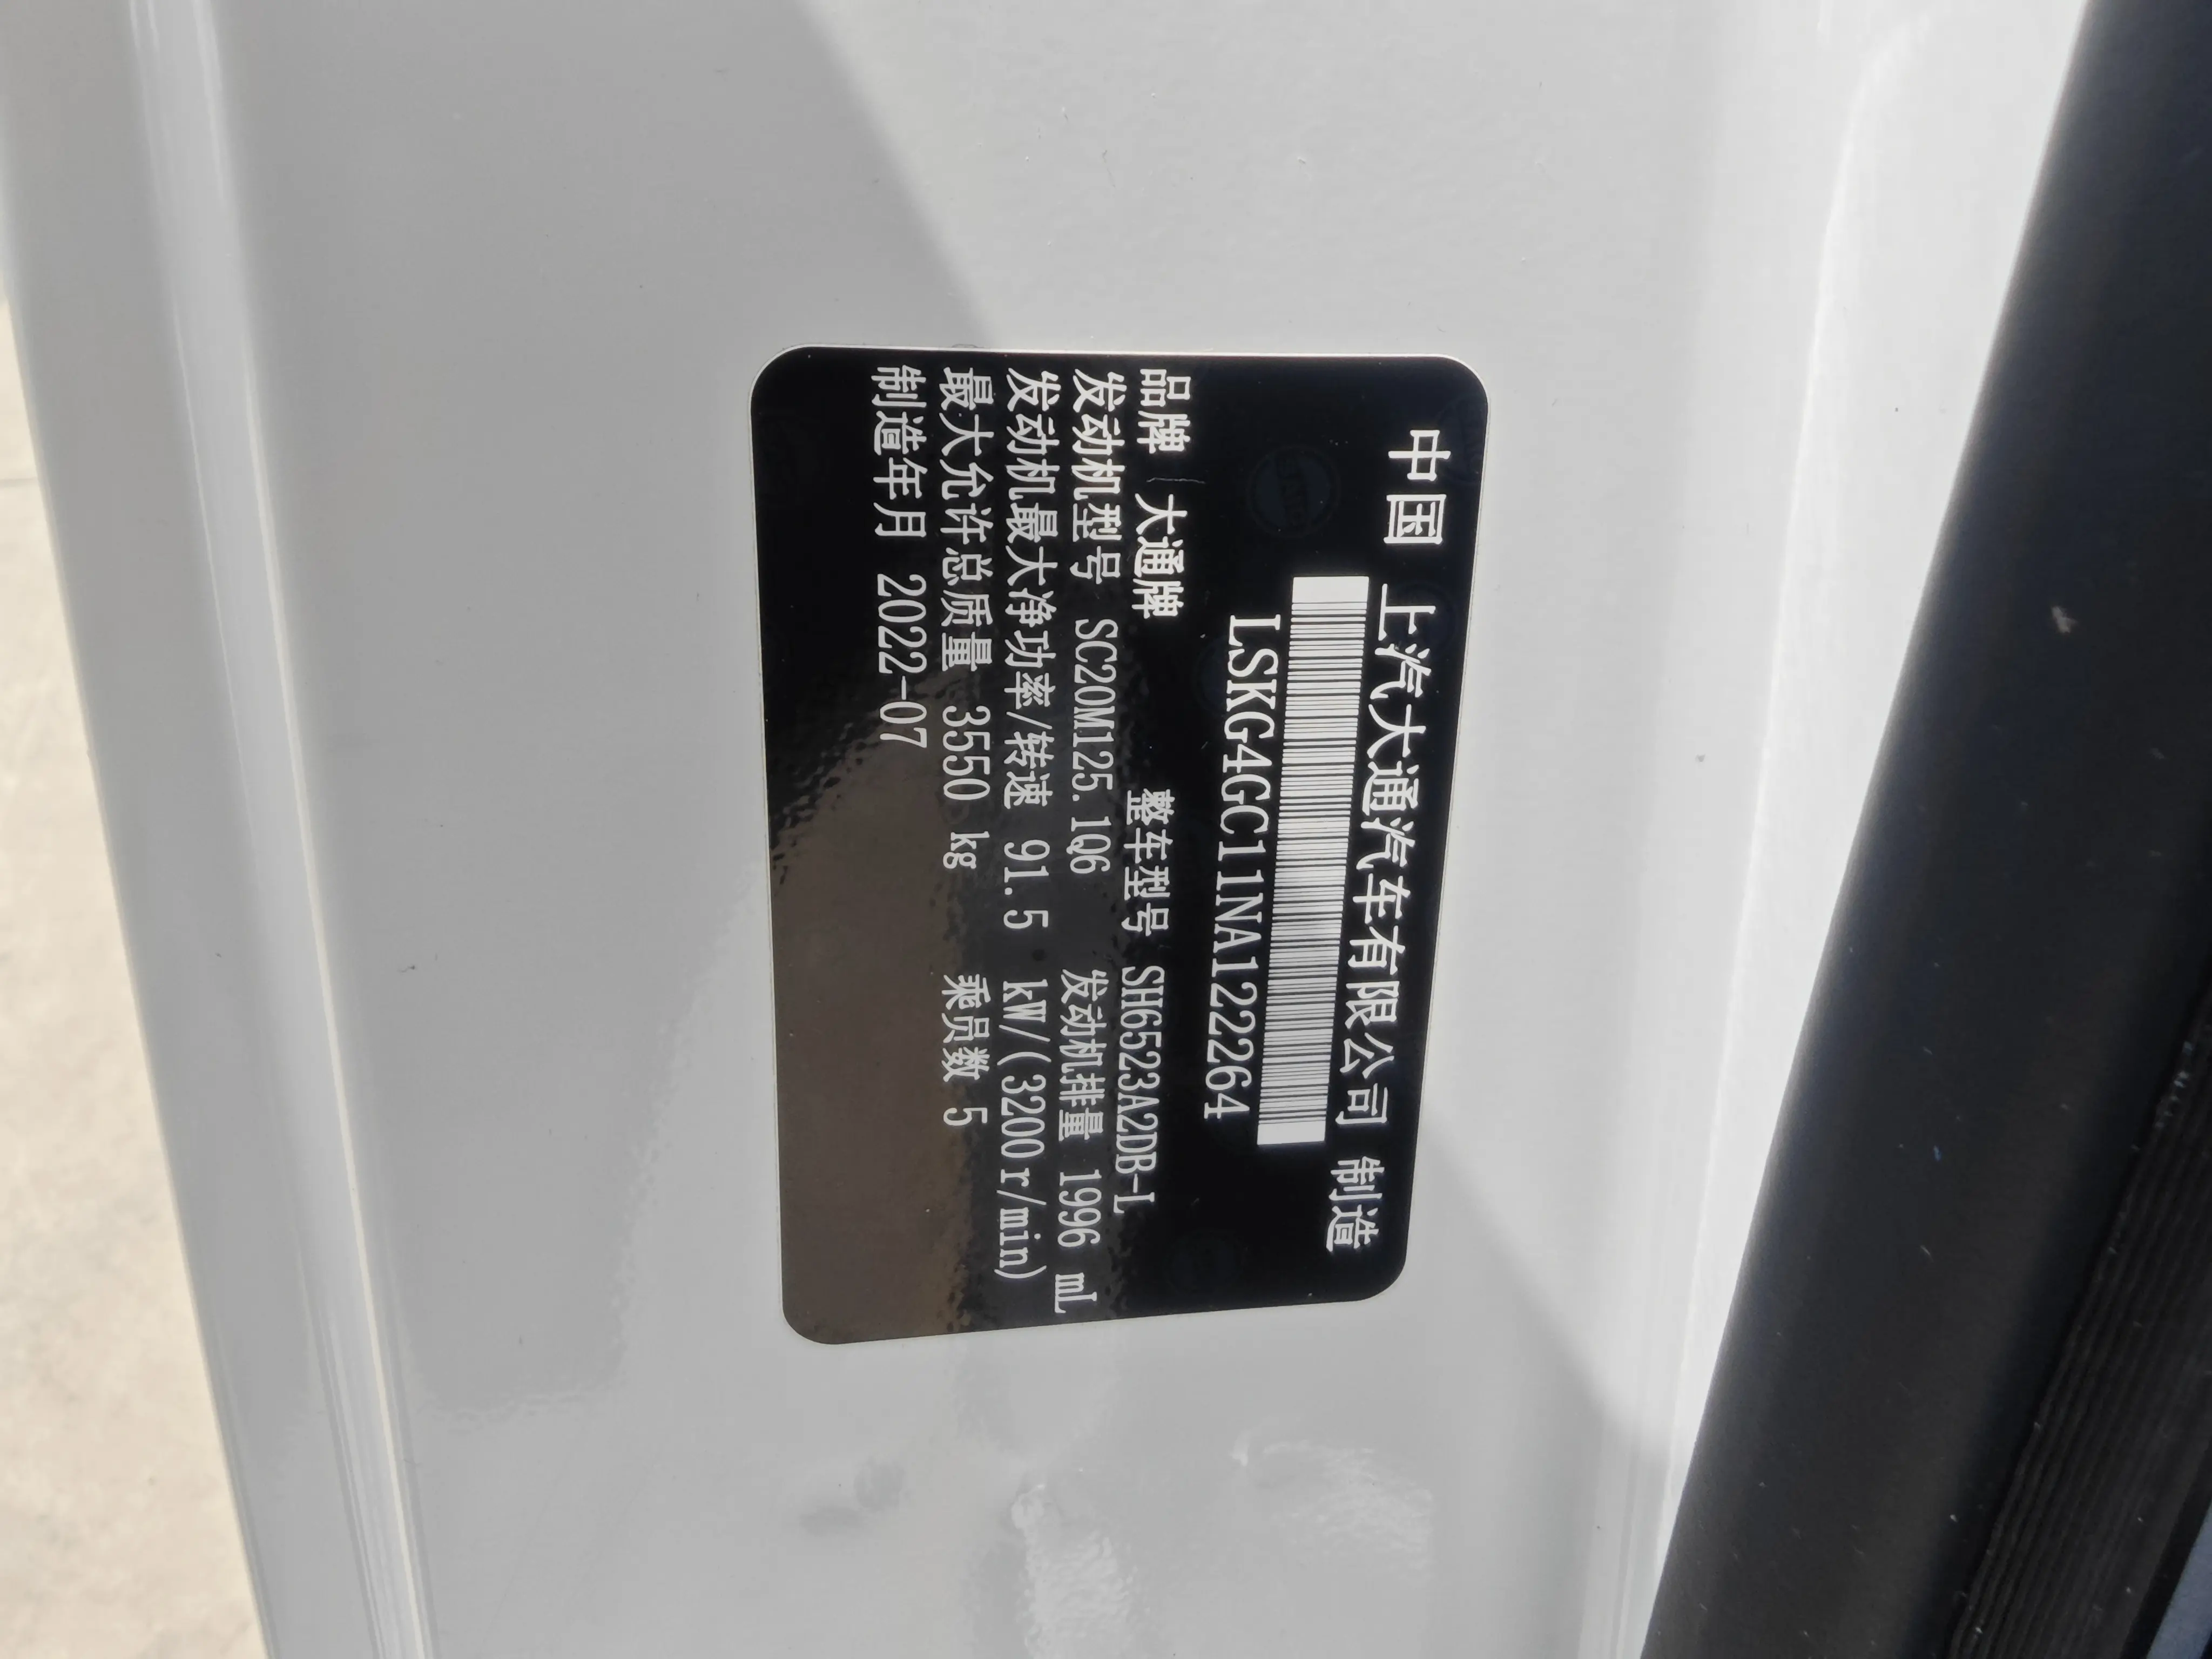 中国 上汽大通汽车有限公司 制造
LSKG4GC11NA122264
品牌 大通牌 整车型号 SH6523A2DB-L
发动机型号 SC20M125.1Q6 发动机排量 1996 mL
发动机最大净功率/转速 91.5 kW/(3200r/min)
最大允许总质量 3550 kg 乘员数 5
制造年月 2022-07